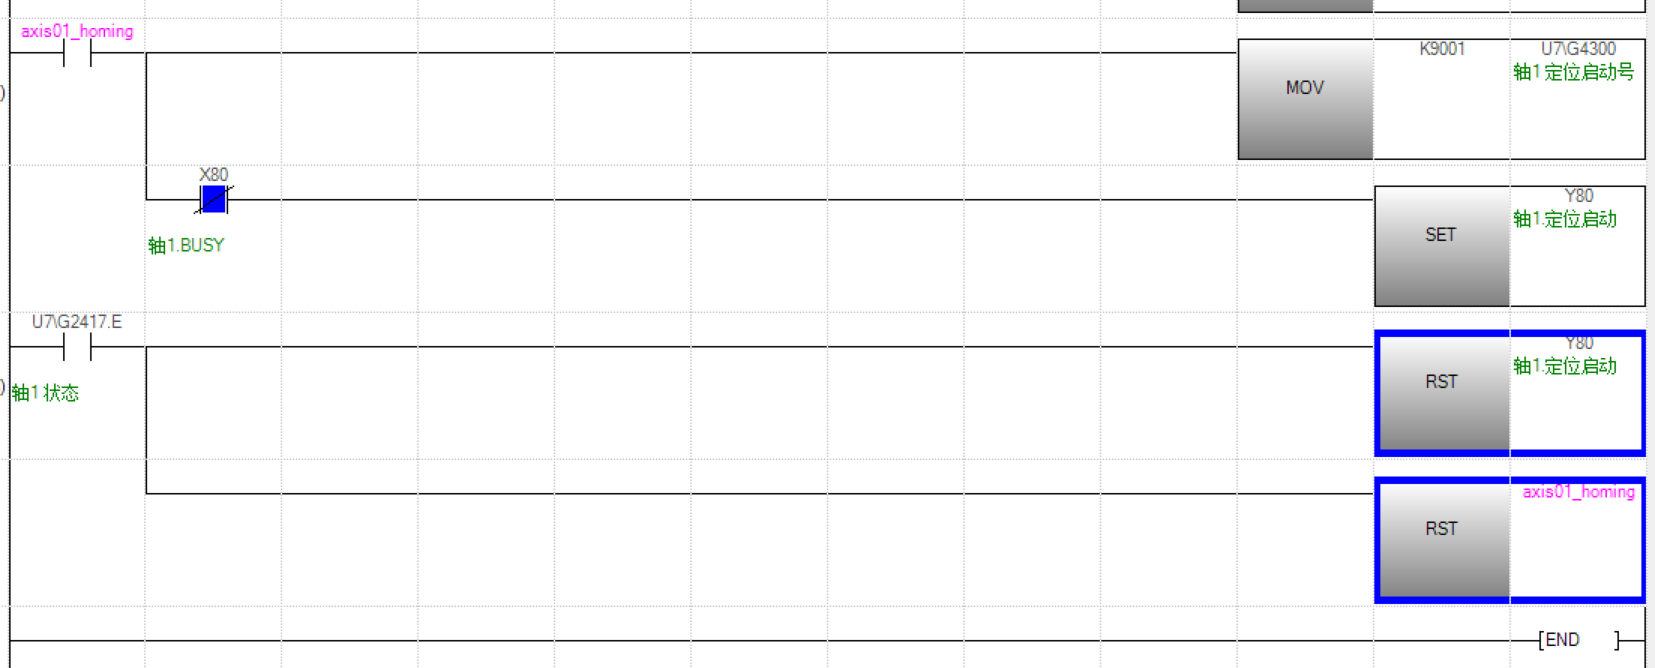 axis01_homing
K9001 U7\G4300
轴1.定位启动号
MOV
)
X80
Y80
轴1.定位启动
SET
轴1.BUSY
U7\G2417.E
Y80
轴1.定位启动
RST
) 轴1.状态
axis01_homing
RST
[END ]